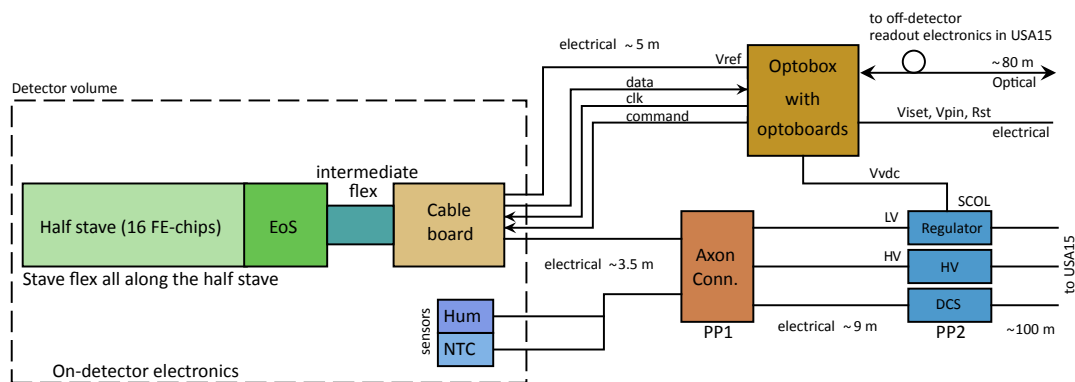 to off-detector
readout electronics in USA15
electrical ~ 5 m
Vref
Optobox
with
optoboards
~80 m
Optical
data
clk
command
Viset, Vpin, Rst
electrical
Detector volume
intermediate
flex
Vvdc
SCOL
Half stave (16 FE-chips)
EoS
Cable
board
LV
Regulator
Axon
Conn.
HV
HV
to USA15
Stave flex all along the half stave
electrical ~3.5 m
sensors
Hum
NTC
DCS
PP1
electrical ~ 9 m
PP2
~100 m
On-detector electronics